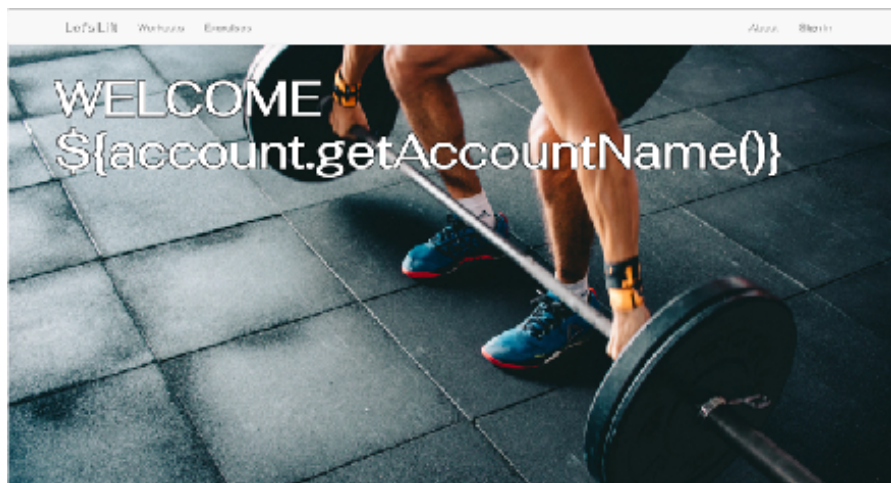 Let's Lift Workouts Exercises About Sign In
WELCOME
${account.getAccountName()}